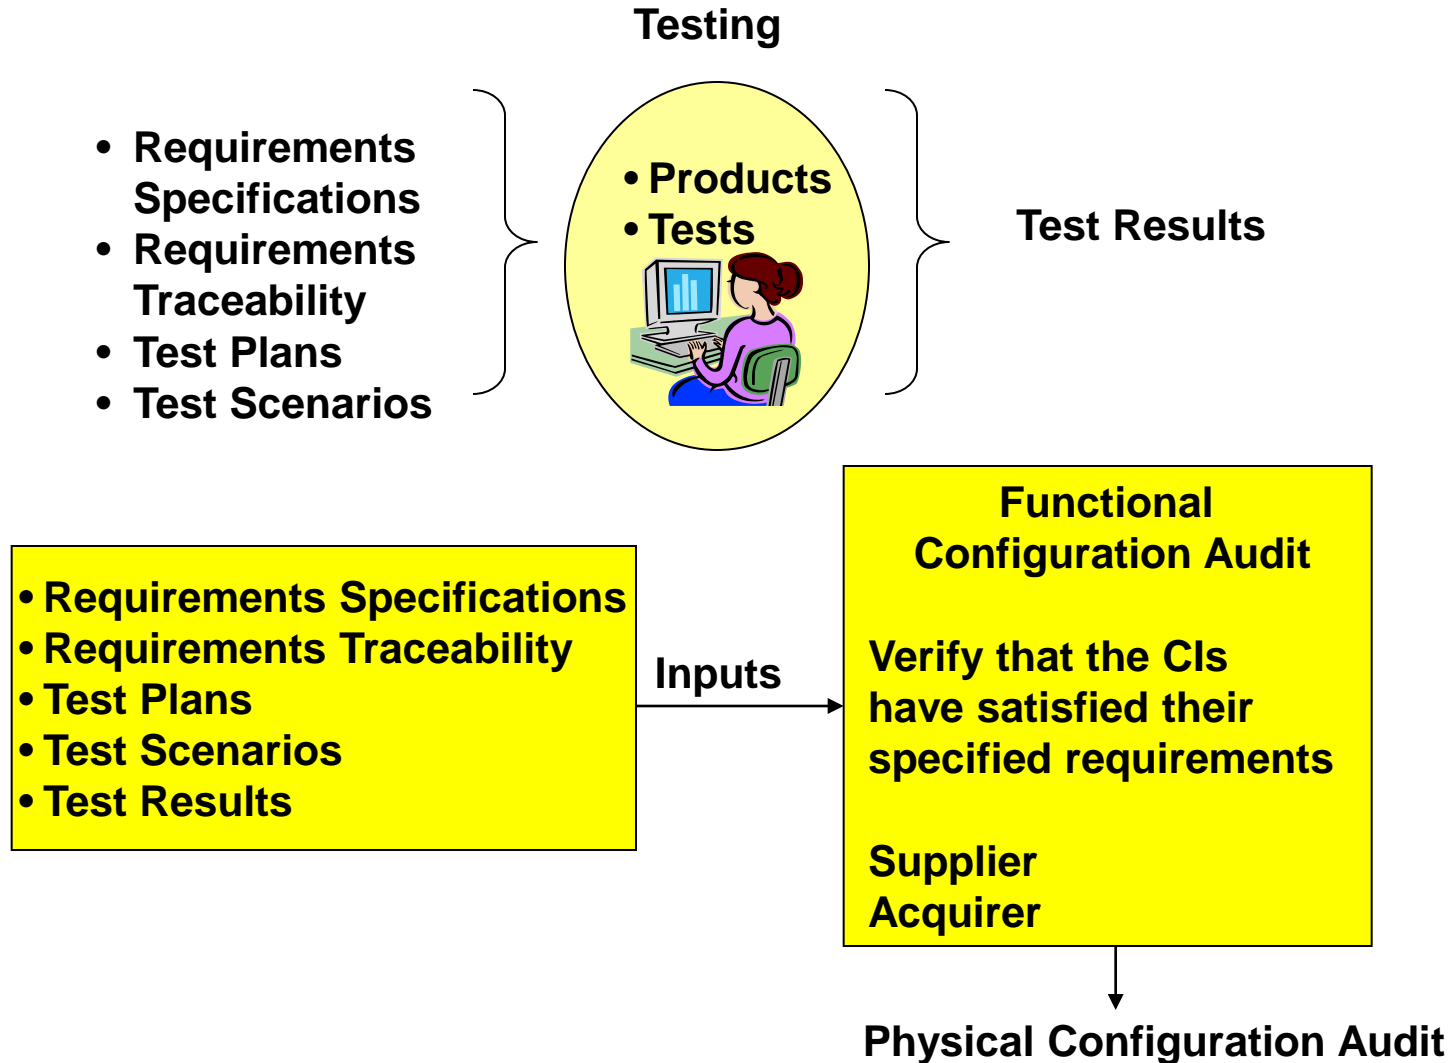 Testing
• Requirements
Specifications
• Requirements
Traceability
• Test Plans
• Test Scenarios
• Products
• Tests
Test Results
• Requirements Specifications
• Requirements Traceability
• Test Plans
• Test Scenarios
• Test Results
Inputs
Functional
Configuration Audit
Verify that the CIs
have satisfied their
specified requirements
Supplier
Acquirer
Physical Configuration Audit